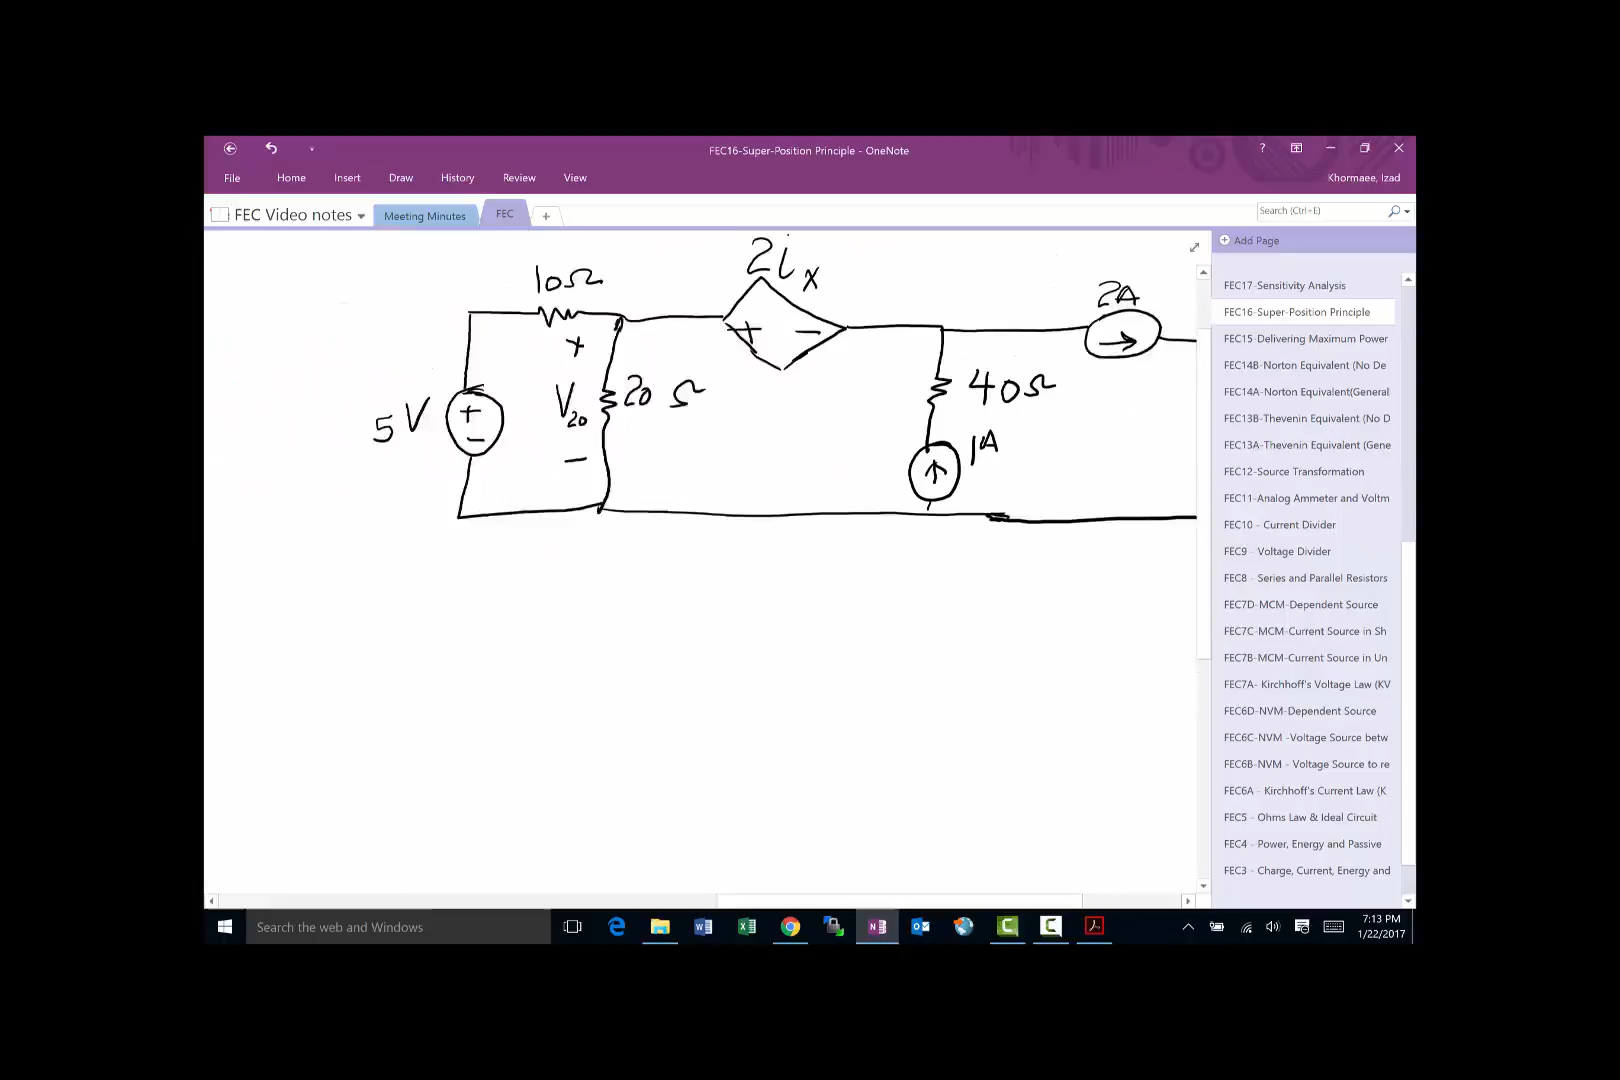 FEC16-Super-Position Principle - OneNote
?
File Home Insert Draw History Review View
Khormaee, Izad
FEC Video notes
Meeting Minutes
FEC
+
Search (Ctrl+E)
Add Page
FEC17-Sensitivity Analysis
FEC16-Super-Position Principle
FEC15-Delivering Maximum Power
FEC14B-Norton Equivalent (No De
FEC14A-Norton Equivalent(General
FEC13B-Thevenin Equivalent (No D
FEC13A-Thevenin Equivalent (Gene
FEC12-Source Transformation
FEC11-Analog Ammeter and Voltm
FEC10 - Current Divider
FEC9 - Voltage Divider
FEC8 - Series and Parallel Resistors
FEC7D-MCM-Dependent Source
FEC7C-MCM-Current Source in Sh
FEC7B-MCM-Current Source in Un
FEC7A- Kirchhoff's Voltage Law (KV
FEC6D-NVM-Dependent Source
FEC6C-NVM -Voltage Source betw
FEC6B-NVM - Voltage Source to re
FEC6A - Kirchhoff's Current Law (K
FEC5 - Ohms Law & Ideal Circuit
FEC4 - Power, Energy and Passive
FEC3 - Charge, Current, Energy and
2ix
10Ω
2A
+
+ −
5V
+
−
V20
20 Ω
40Ω
−
1A
Search the web and Windows
7:13 PM
1/22/2017